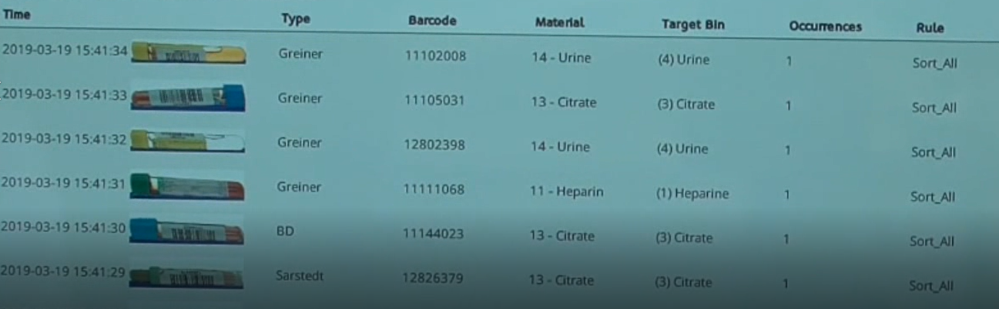 Time Type Barcode Material Target Bin Occurrences Rule
2019-03-19 15:41:34 Greiner 11102008 14 - Urine (4) Urine 1 Sort_All
2019-03-19 15:41:33 Greiner 11105031 13 - Citrate (3) Citrate 1 Sort_All
2019-03-19 15:41:32 Greiner 12802398 14 - Urine (4) Urine 1 Sort_All
2019-03-19 15:41:31 Greiner 11111068 11 - Heparin (1) Heparine 1 Sort_All
2019-03-19 15:41:30 BD 11144023 13 - Citrate (3) Citrate 1 Sort_All
2019-03-19 15:41:29 Sarstedt 12826379 13 - Citrate (3) Citrate 1 Sort_All